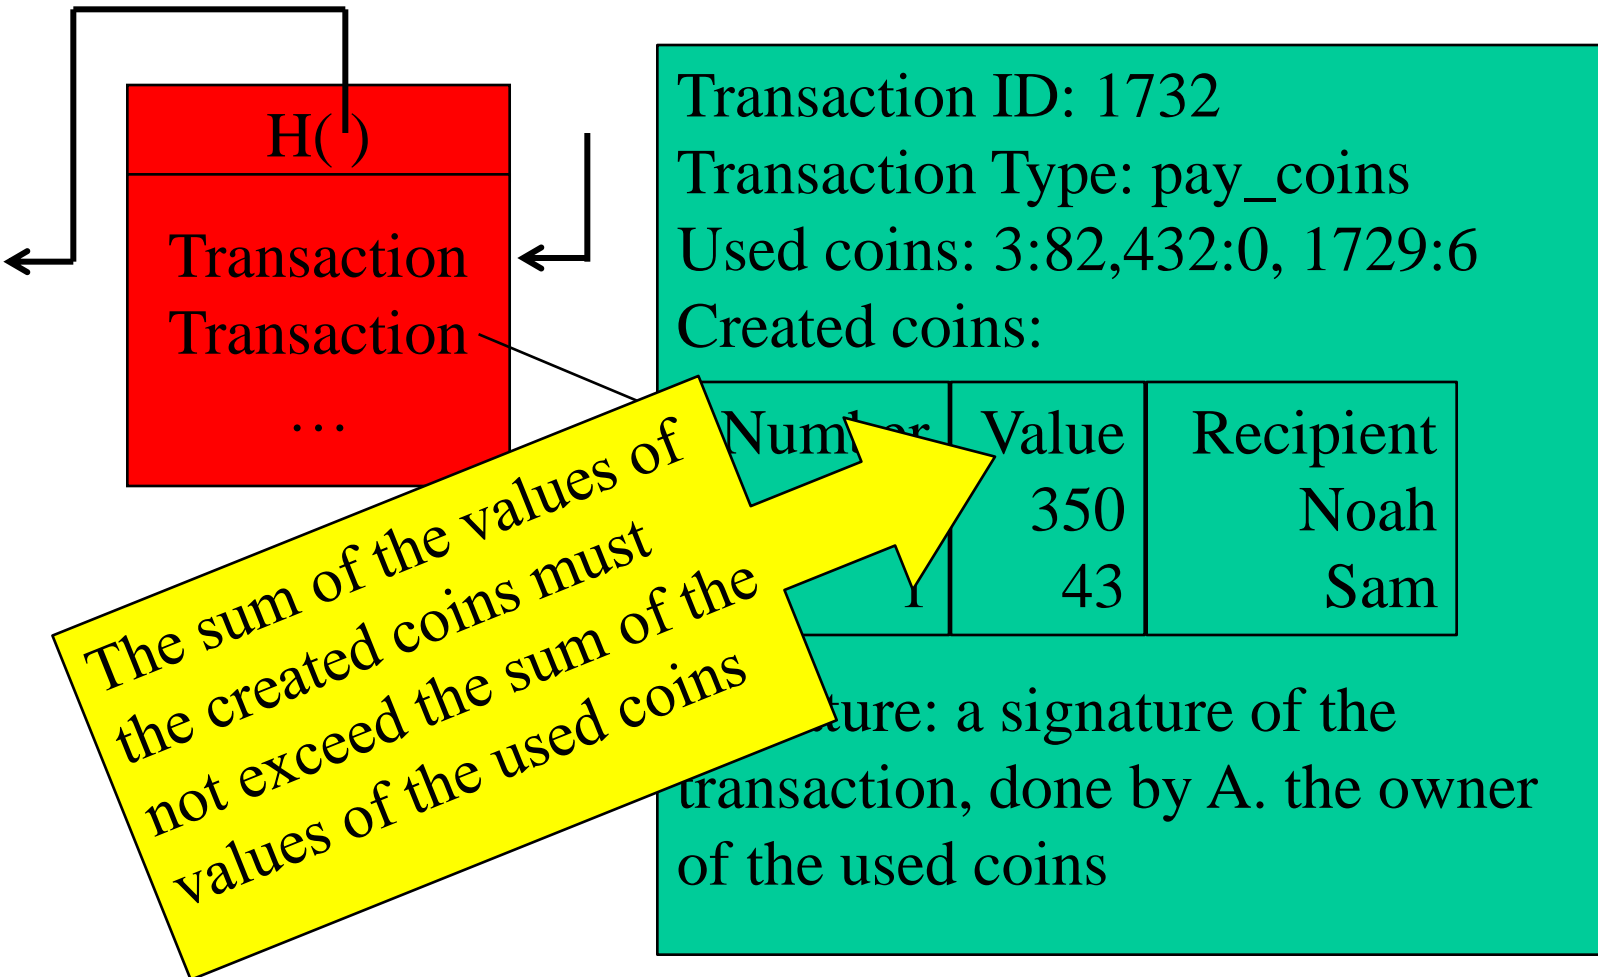 H( )
Transaction
Transaction
…
Transaction ID: 1732
Transaction Type: pay_coins
Used coins: 3:82,432:0, 1729:6
Created coins:
Value Recipient
350 Noah
43 Sam
a signature of the
transaction, done by A. the owner
of the used coins
The sum of the values of
the created coins must
not exceed the sum of the
values of the used coins